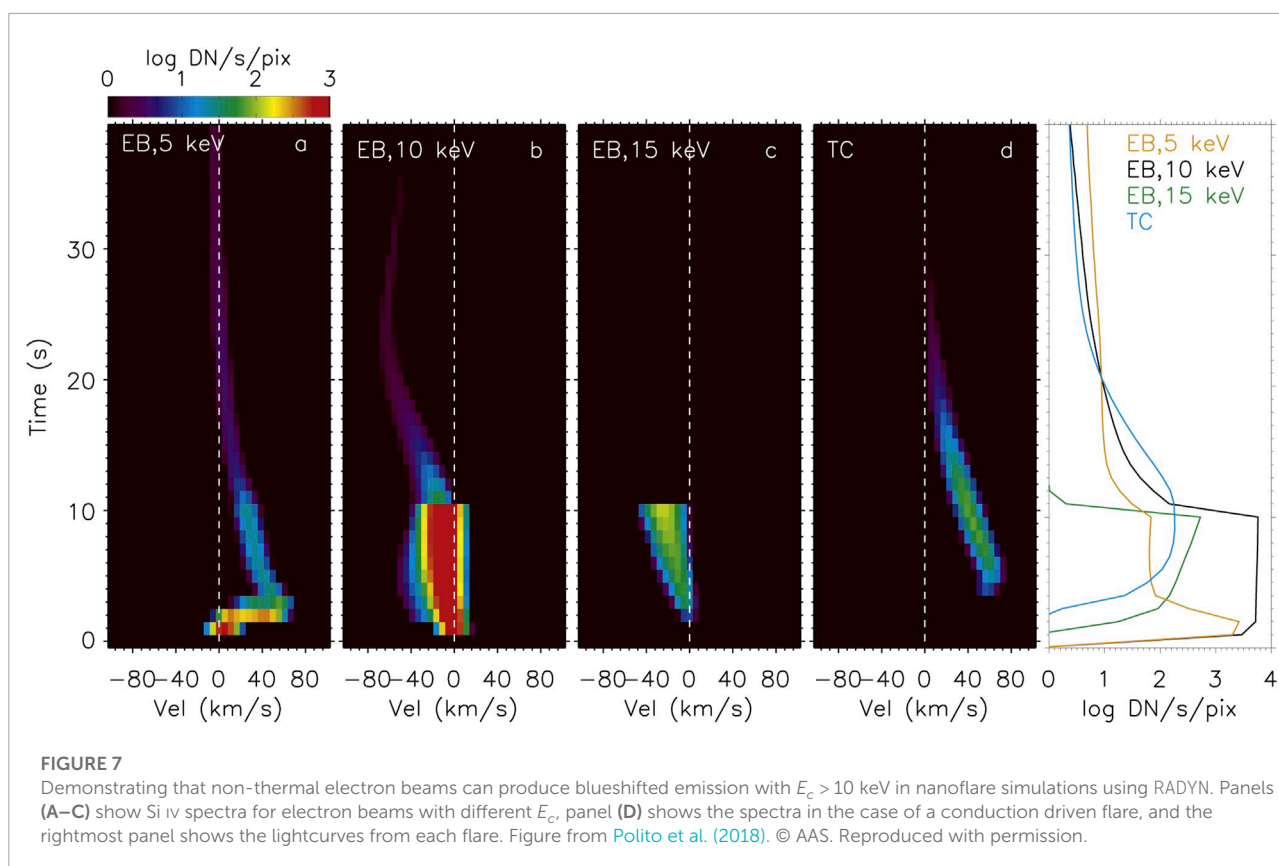 log DN/s/pix
0 1 2 3
EB,5 keV a
EB,10 keV b
EB,15 keV c
TC d
EB,5 keV
EB,10 keV
EB,15 keV
TC
Time (s)
30
20
10
0
−80−40 0 40 80
Vel (km/s)
−80−40 0 40 80
Vel (km/s)
−80−40 0 40 80
Vel (km/s)
−80−40 0 40 80
Vel (km/s)
0 1 2 3 4
log DN/s/pix
FIGURE 7
Demonstrating that non-thermal electron beams can produce blueshifted emission with E_c > 10 keV in nanoflare simulations using RADYN. Panels
(A–C) show Si IV spectra for electron beams with different E_c, panel (D) shows the spectra in the case of a conduction driven flare, and the
rightmost panel shows the lightcurves from each flare. Figure from Polito et al. (2018). © AAS. Reproduced with permission.